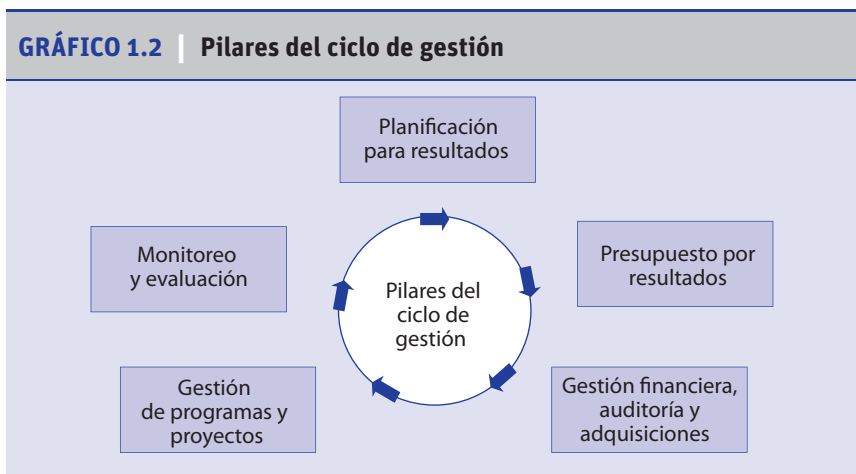 GRÁFICO 1.2 | Pilares del ciclo de gestión
Planificación
para resultados
Presupuesto por
resultados
Gestión financiera,
auditoría y
adquisiciones
Gestión
de programas y
proyectos
Monitoreo
y evaluación
Pilares del
ciclo de
gestión